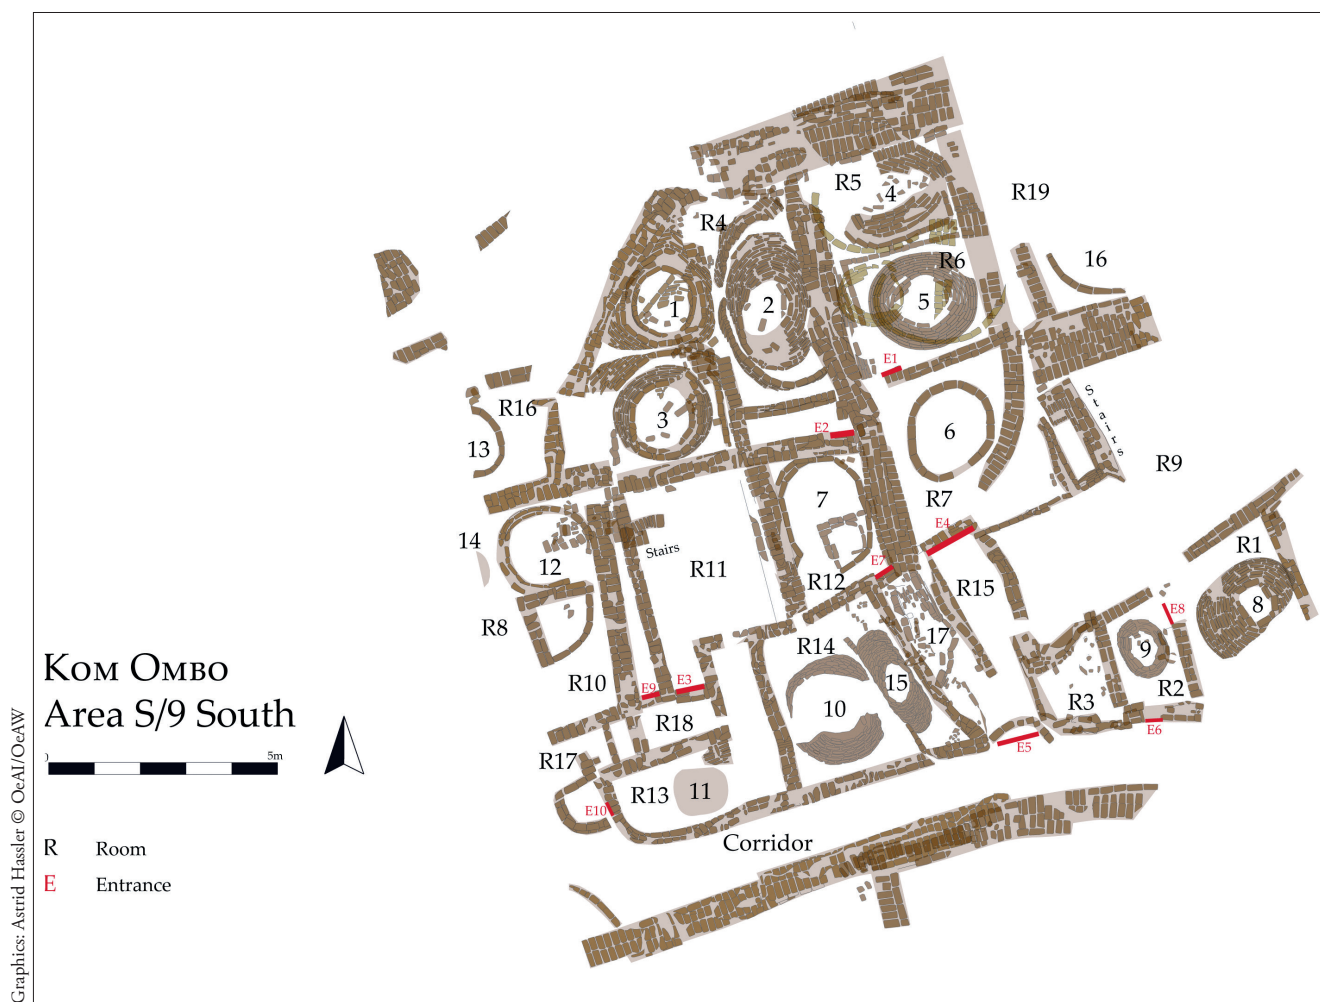 R5
4
R19
R4
16
R6
1
2
5
E1
Stairs
R16
3
E2
6
13
R9
7
R7
14
E4
12
Stairs
R11
R12
E7
R15
R1
8
R8
R14
17
E8
9
Kom Ombo
Area S/9 South
R10
E9
E3
15
10
R3
R2
R18
E5
E6
0
5m
R17
R13
11
E10
Corridor
R Room
E Entrance
Graphics: Astrid Hassler © OeAI/OeAW